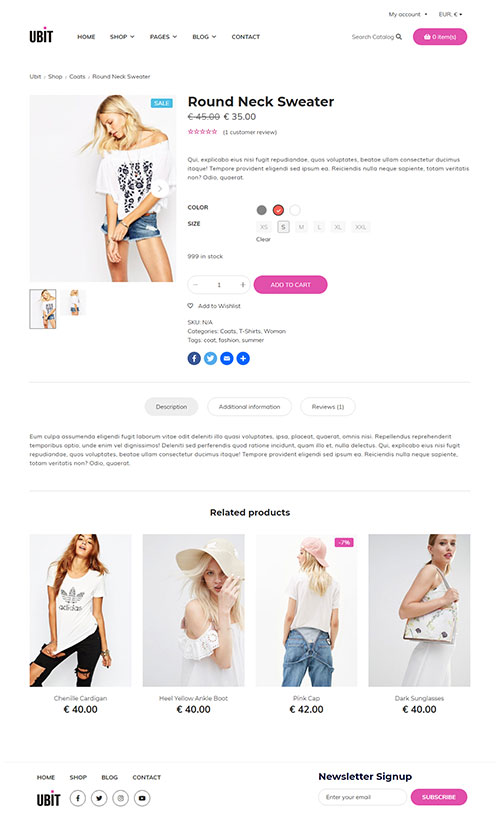 My account EUR, €
UBIT HOME SHOP PAGES BLOG CONTACT Search Catalog 0 item(s)
Ubit Shop Coats Round Neck Sweater
SALE
Round Neck Sweater
€ 45.00 € 35.00
(1 customer review)
Qui, explicabo eius nisi fugit repudiandae, quas voluptates, beatae ullam consectetur ducimus
itaque! Tempore provident eligendi sed ipsum ea. Reiciendis nulla neque sapiente, totam veritatis
non? Odio, quaerat.
COLOR
SIZE XS S M L XL XXL
Clear
999 in stock
− 1 + ADD TO CART
Add to Wishlist
SKU: N/A
Categories: Coats, T-Shirts, Woman
Tags: coat, fashion, summer
Description Additional information Reviews (1)
Eum culpa assumenda eligendi fugit laborum vitae odit deleniti illo quasi voluptates, ipsa, placeat, quaerat, omnis nisi. Repellendus reprehenderit
temporibus optio, unde enim vel dignissimos! Deleniti sed perferendis quod ratione incidunt, quam illo et, nulla delectus. Qui, explicabo eius nisi fugit
repudiandae, quas voluptates, beatae ullam consectetur ducimus itaque! Tempore provident eligendi sed ipsum ea. Reiciendis nulla neque sapiente,
totam veritatis non? Odio, quaerat.
Related products
adidas
-7%
Chenille Cardigan Heel Yellow Ankle Boot Pink Cap Dark Sunglasses
€ 40.00 € 40.00 € 42.00 € 40.00
HOME SHOP BLOG CONTACT Newsletter Signup
UBIT Enter your email SUBSCRIBE